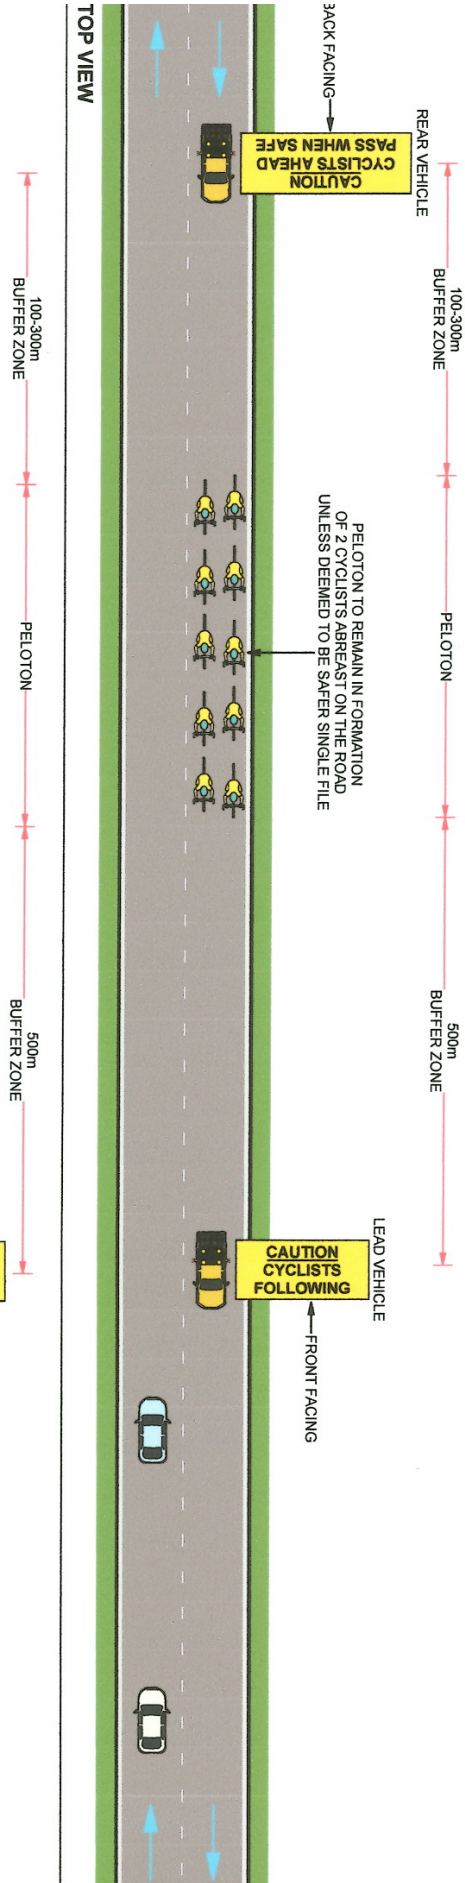 TOP VIEW
BACK FACING
CAUTION
CYCLISTS AHEAD
PASS WHEN SAFE
REAR VEHICLE
100-300m
BUFFER ZONE
100-300m
BUFFER ZONE
PELOTON TO REMAIN IN FORMATION
OF 2 CYCLISTS ABREAST ON THE ROAD
UNLESS DEEMED TO BE SAFER SINGLE FILE
PELOTON
PELOTON
500m
BUFFER ZONE
500m
BUFFER ZONE
LEAD VEHICLE
CAUTION
CYCLISTS
FOLLOWING
FRONT FACING